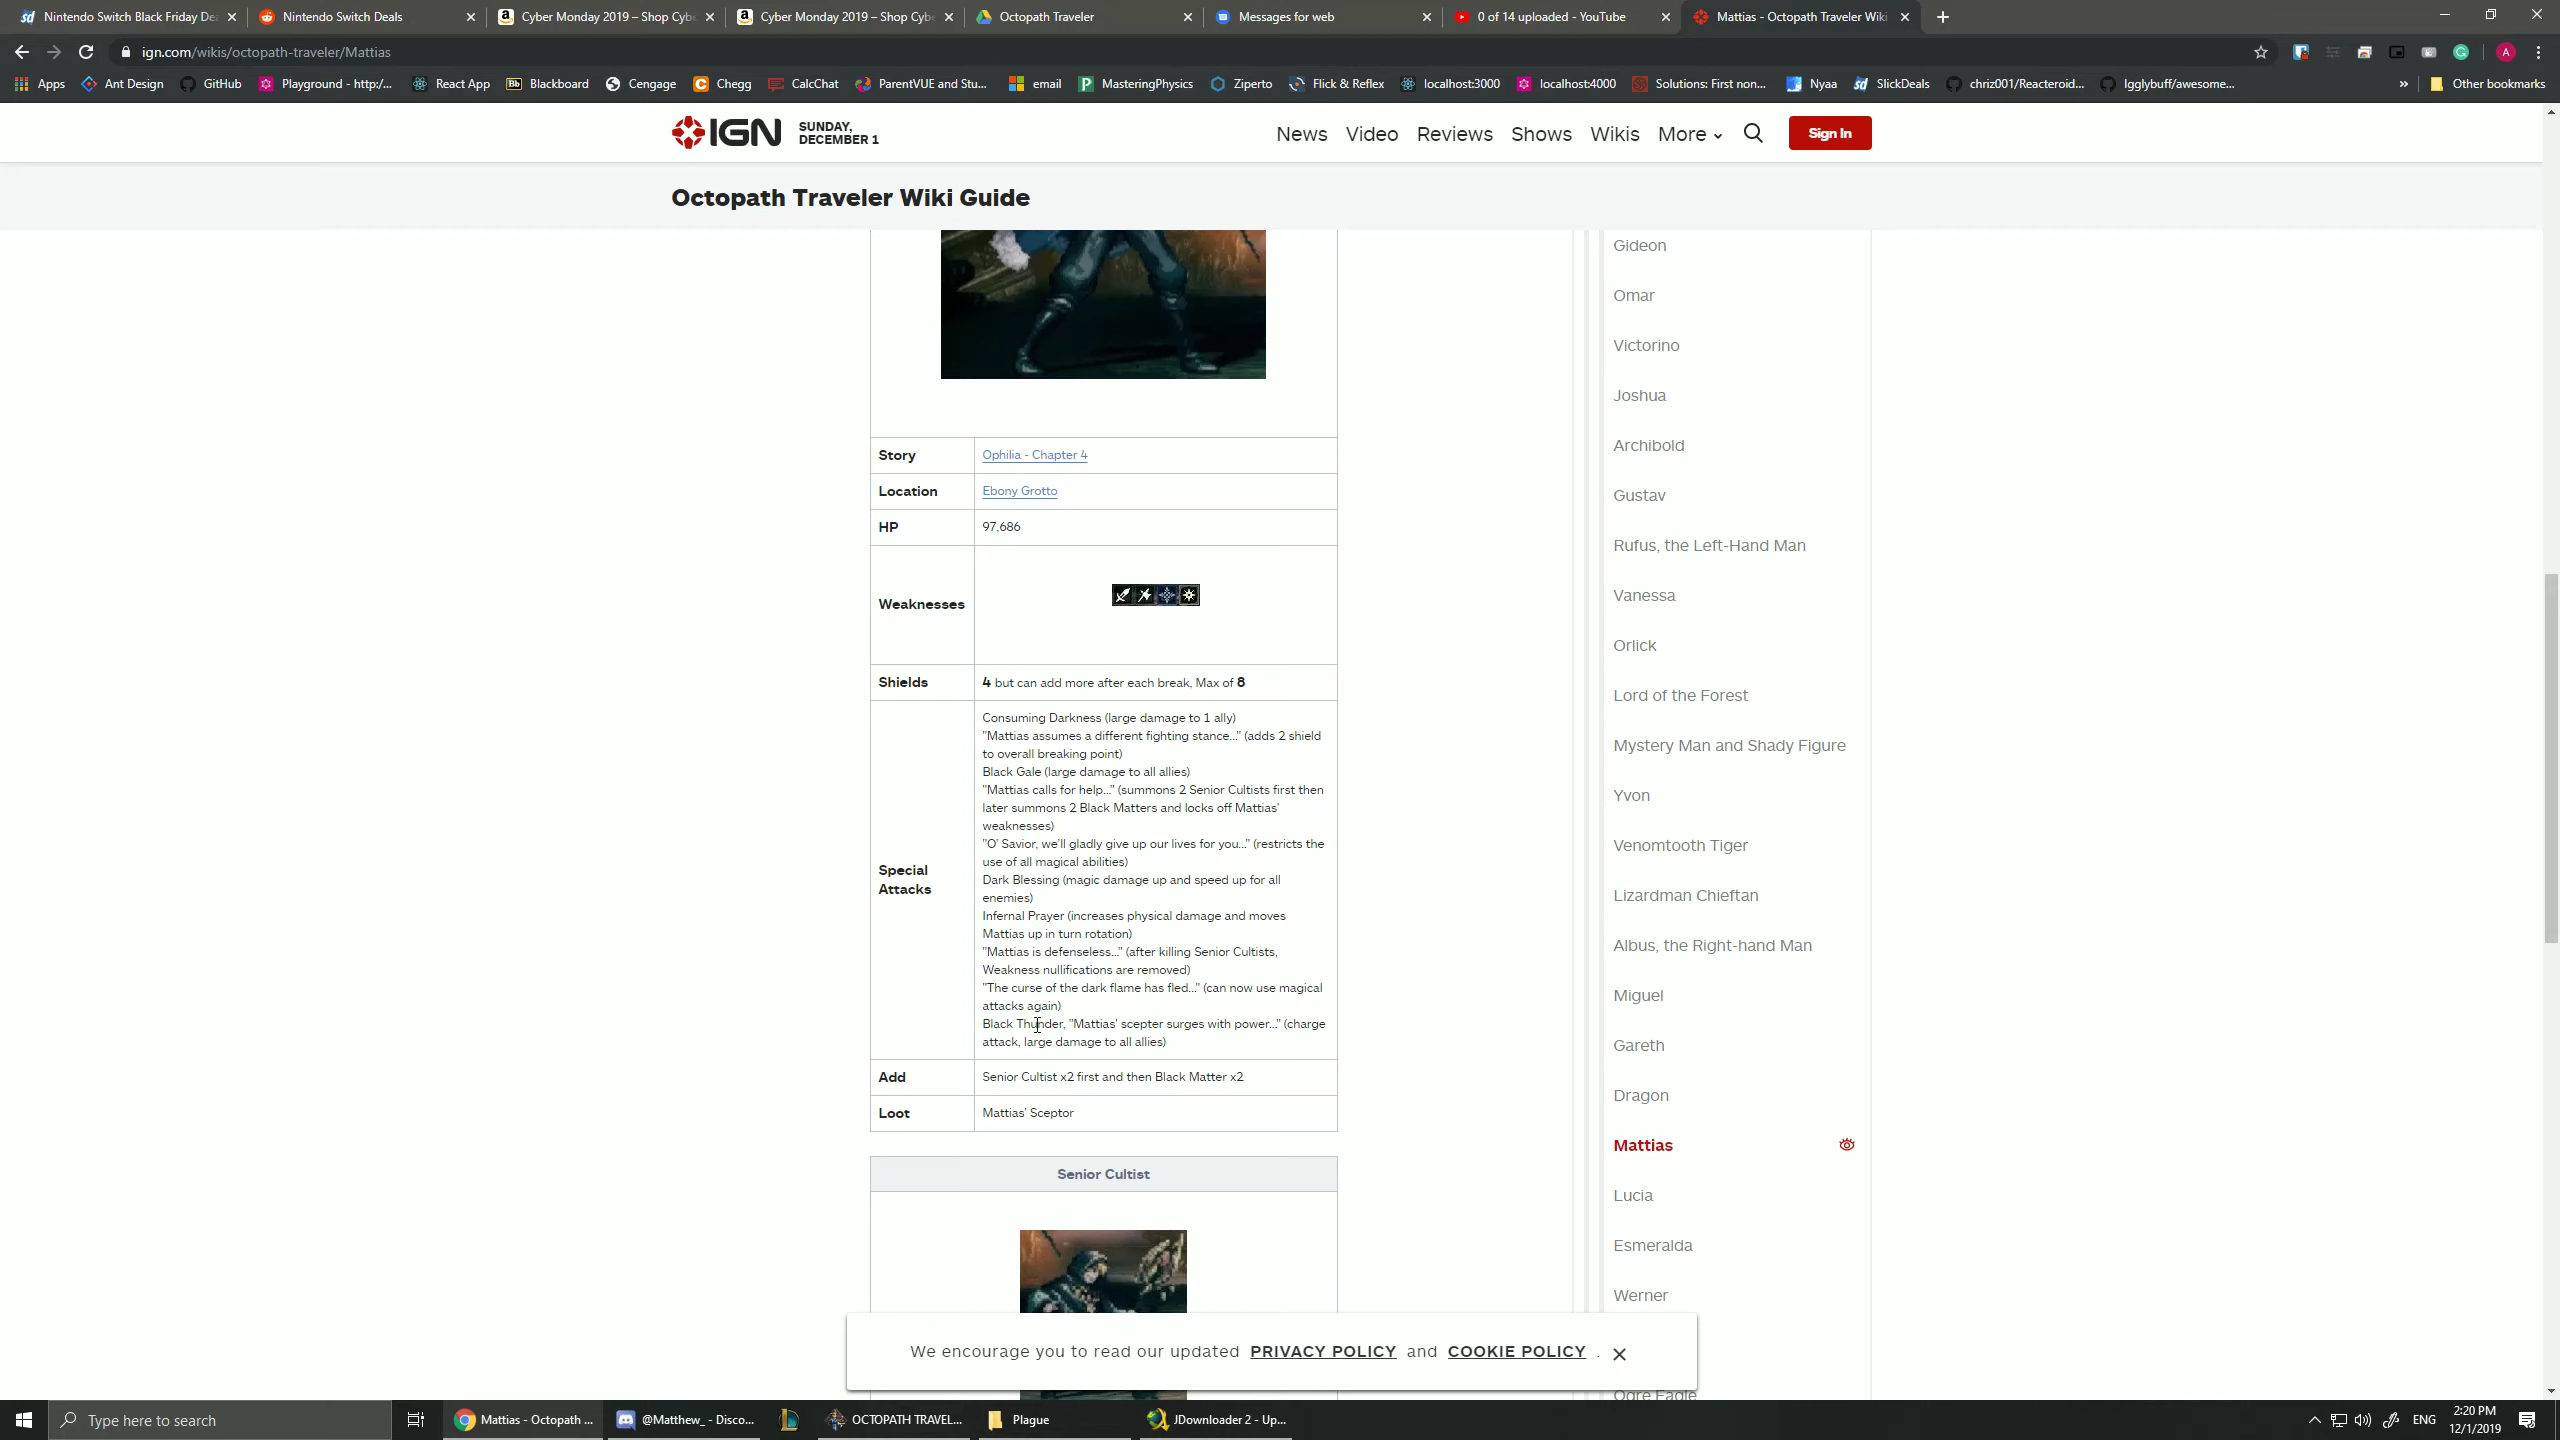 Nintendo Switch Black Friday De
Nintendo Switch Deals
Cyber Monday 2019 – Shop Cybe
Cyber Monday 2019 – Shop Cybe
Octopath Traveler
Messages for web
0 of 14 uploaded - YouTube
Mattias - Octopath Traveler Wiki
ign.com/wikis/octopath-traveler/Mattias
Apps
Ant Design
GitHub
Playground - http:/...
React App
Blackboard
Cengage
Chegg
CalcChat
ParentVUE and Stu...
email
MasteringPhysics
Ziperto
Flick & Reflex
localhost:3000
localhost:4000
Solutions: First non...
Nyaa
SlickDeals
chriz001/Reacteroid...
Igglybuff/awesome...
»
Other bookmarks
IGN
SUNDAY,
DECEMBER 1
News
Video
Reviews
Shows
Wikis
More
Sign In
Octopath Traveler Wiki Guide
Story
Ophilia - Chapter 4
Location
Ebony Grotto
HP
97,686
Weaknesses
Shields
4 but can add more after each break, Max of 8
Special
Attacks
Consuming Darkness (large damage to 1 ally)
"Mattias assumes a different fighting stance..." (adds 2 shield
to overall breaking point)
Black Gale (large damage to all allies)
"Mattias calls for help..." (summons 2 Senior Cultists first then
later summons 2 Black Matters and locks off Mattias'
weaknesses)
"O' Savior, we'll gladly give up our lives for you..." (restricts the
use of all magical abilities)
Dark Blessing (magic damage up and speed up for all
enemies)
Infernal Prayer (increases physical damage and moves
Mattias up in turn rotation)
"Mattias is defenseless..." (after killing Senior Cultists,
Weakness nullifications are removed)
"The curse of the dark flame has fled..." (can now use magical
attacks again)
Black Thunder, "Mattias' scepter surges with power..." (charge
attack, large damage to all allies)
Add
Senior Cultist x2 first and then Black Matter x2
Loot
Mattias' Sceptor
Senior Cultist
Gideon
Omar
Victorino
Joshua
Archibold
Gustav
Rufus, the Left-Hand Man
Vanessa
Orlick
Lord of the Forest
Mystery Man and Shady Figure
Yvon
Venomtooth Tiger
Lizardman Chieftan
Albus, the Right-hand Man
Miguel
Gareth
Dragon
Mattias
Lucia
Esmeralda
Werner
Ogre Eagle
We encourage you to read our updated PRIVACY POLICY and COOKIE POLICY .
Type here to search
Mattias - Octopath ...
@Matthew_ - Disco...
OCTOPATH TRAVEL...
Plague
JDownloader 2 - Up...
ENG
2:20 PM
12/1/2019